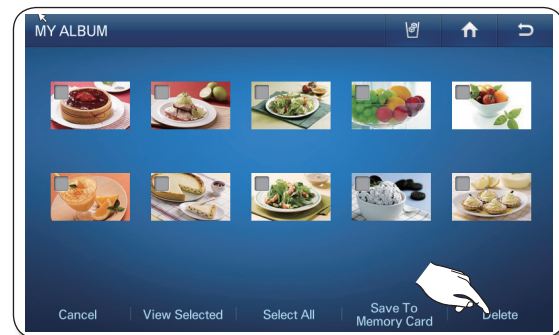 MY ALBUM
Cancel
View Selected
Select All
Save To
Memory Card
Delete